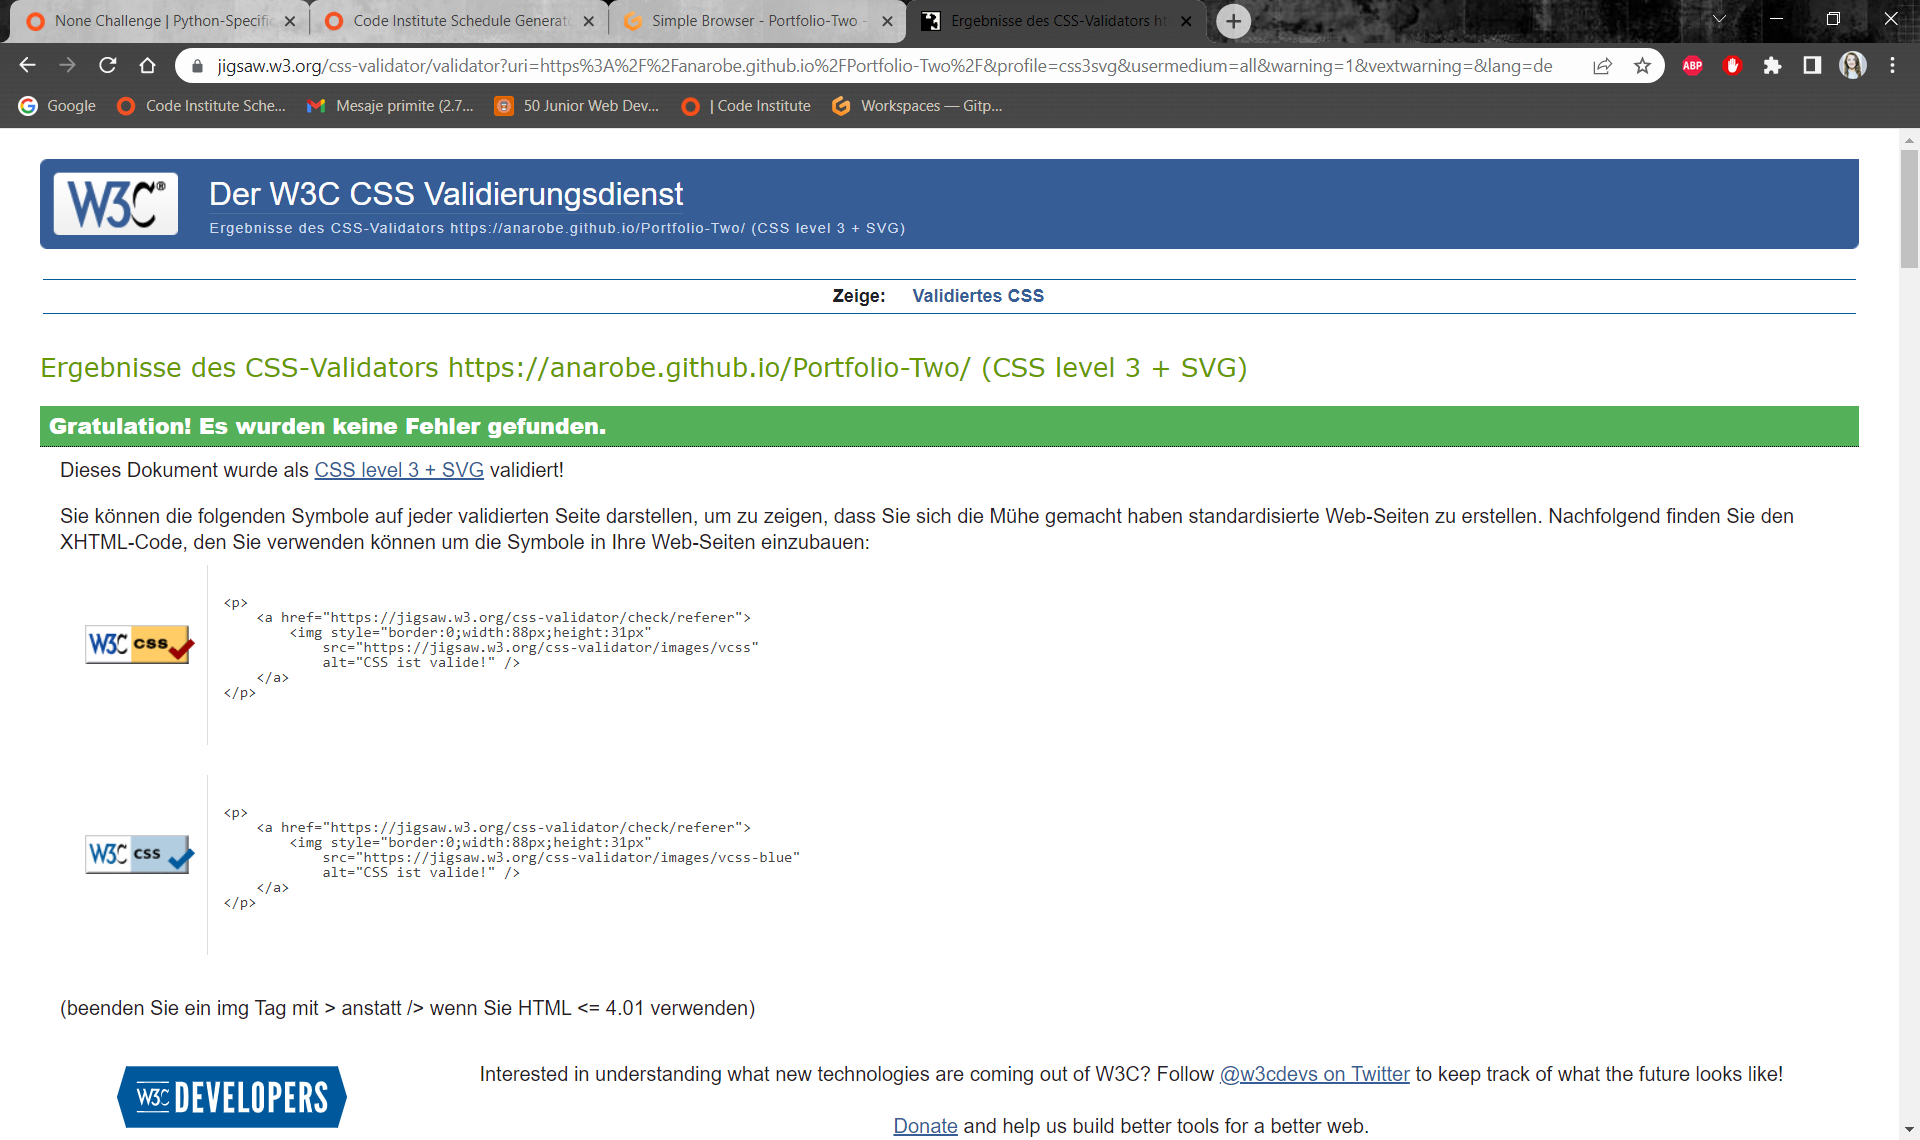 None Challenge | Python-Specific
Code Institute Schedule Generato
Simple Browser - Portfolio-Two -
Ergebnisse des CSS-Validators ht
jigsaw.w3.org/css-validator/validator?uri=https%3A%2F%2Fanarobe.github.io%2FPortfolio-Two%2F&profile=css3svg&usermedium=all&warning=1&vextwarning=&lang=de
ABP
Google
Code Institute Sche...
Mesaje primite (2.7...
50 Junior Web Dev...
| Code Institute
Workspaces — Gitp...
W3C®
Der W3C CSS Validierungsdienst
Ergebnisse des CSS-Validators https://anarobe.github.io/Portfolio-Two/ (CSS level 3 + SVG)
Zeige: Validiertes CSS
Ergebnisse des CSS-Validators https://anarobe.github.io/Portfolio-Two/ (CSS level 3 + SVG)
Gratulation! Es wurden keine Fehler gefunden.
Dieses Dokument wurde als CSS level 3 + SVG validiert!
Sie können die folgenden Symbole auf jeder validierten Seite darstellen, um zu zeigen, dass Sie sich die Mühe gemacht haben standardisierte Web-Seiten zu erstellen. Nachfolgend finden Sie den
XHTML-Code, den Sie verwenden können um die Symbole in Ihre Web-Seiten einzubauen:
W3C css
<p>
<a href="https://jigsaw.w3.org/css-validator/check/referer">
<img style="border:0;width:88px;height:31px"
src="https://jigsaw.w3.org/css-validator/images/vcss"
alt="CSS ist valide!" />
</a>
</p>
W3C css
<p>
<a href="https://jigsaw.w3.org/css-validator/check/referer">
<img style="border:0;width:88px;height:31px"
src="https://jigsaw.w3.org/css-validator/images/vcss-blue"
alt="CSS ist valide!" />
</a>
</p>
(beenden Sie ein img Tag mit > anstatt /> wenn Sie HTML <= 4.01 verwenden)
W3C DEVELOPERS
Interested in understanding what new technologies are coming out of W3C? Follow @w3cdevs on Twitter to keep track of what the future looks like!
Donate and help us build better tools for a better web.